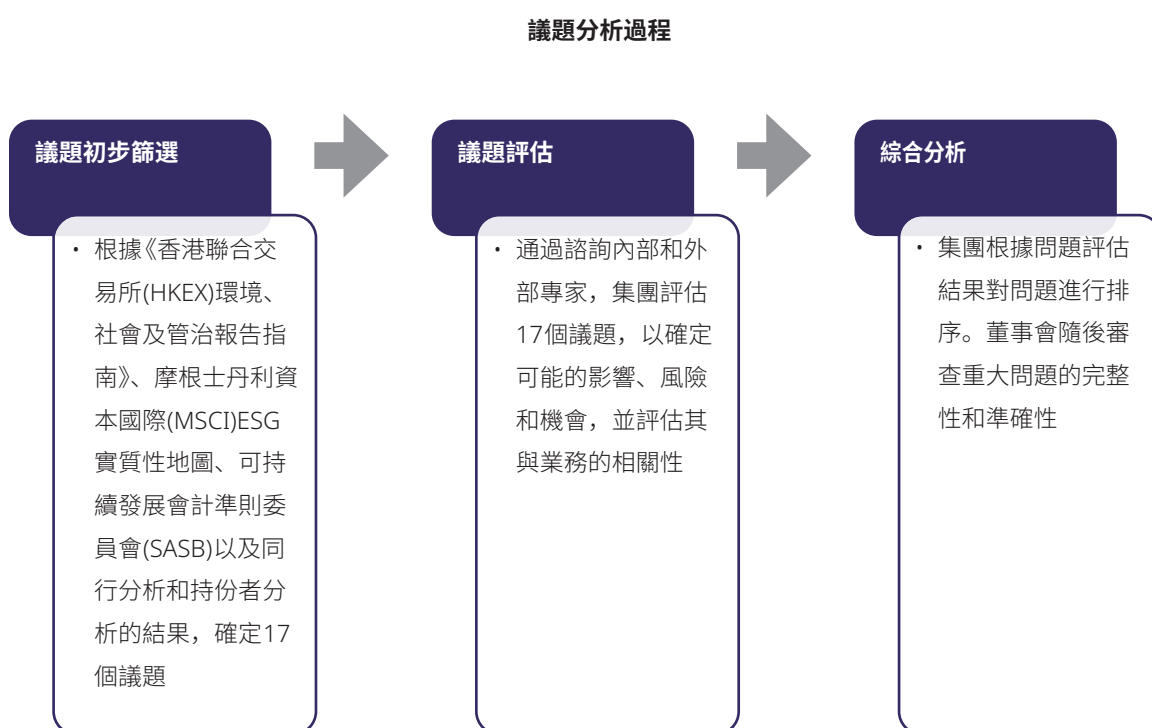 議題分析過程
議題初步篩選
• 根據《香港聯合交
易所(HKEX)環境、
社會及管治報告指
南》、摩根士丹利資
本國際(MSCI)ESG
實質性地圖、可持
續發展會計準則委
員會(SASB)以及同
行分析和持份者分
析的結果，確定17
個議題
議題評估
• 通過諮詢內部和外
部專家，集團評估
17個議題，以確定
可能的影響、風險
和機會，並評估其
與業務的相關性
綜合分析
• 集團根據問題評估
結果對問題進行排
序。董事會隨後審
查重大問題的完整
性和準確性